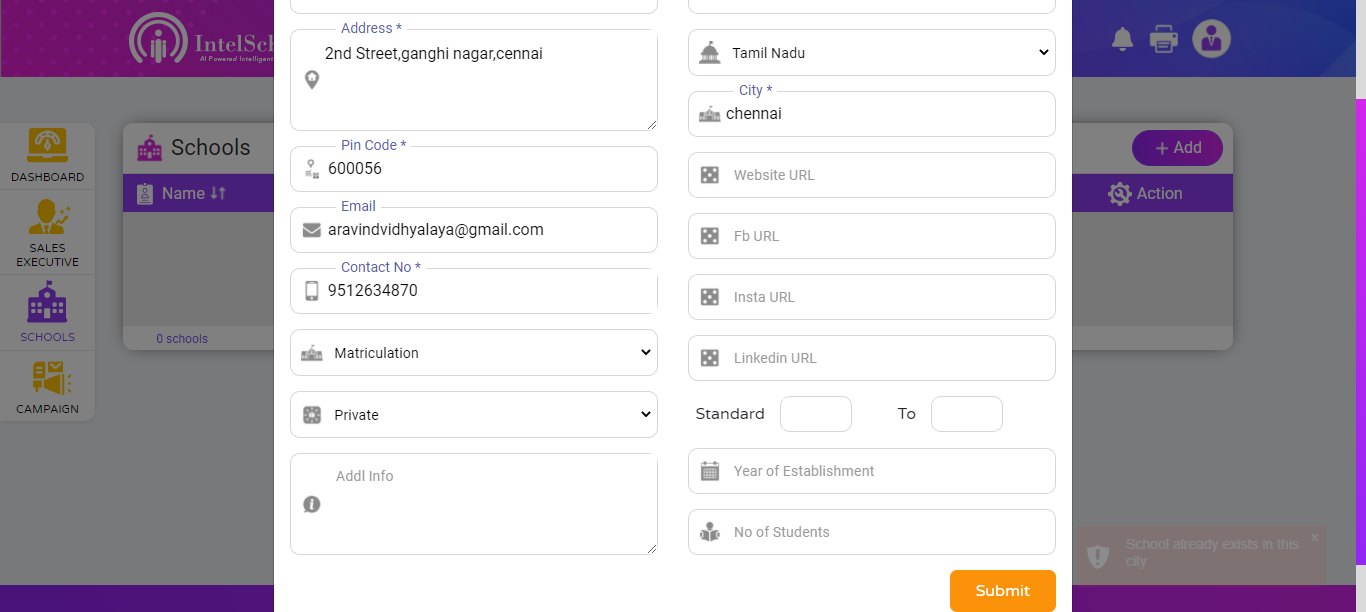 IntelSch
AI Powered Intelligent
DASHBOARD
SALES
EXECUTIVE
SCHOOLS
CAMPAIGN
Schools
+ Add
Name
Action
0 schools
Address *
2nd Street,ganghi nagar,cennai
Pin Code *
600056
Email
aravindvidhyalaya@gmail.com
Contact No *
9512634870
Matriculation
Private
Addl Info
Tamil Nadu
City *
chennai
Website URL
Fb URL
Insta URL
Linkedin URL
Standard To
Year of Establishment
No of Students
Submit
School already exists in this x
city